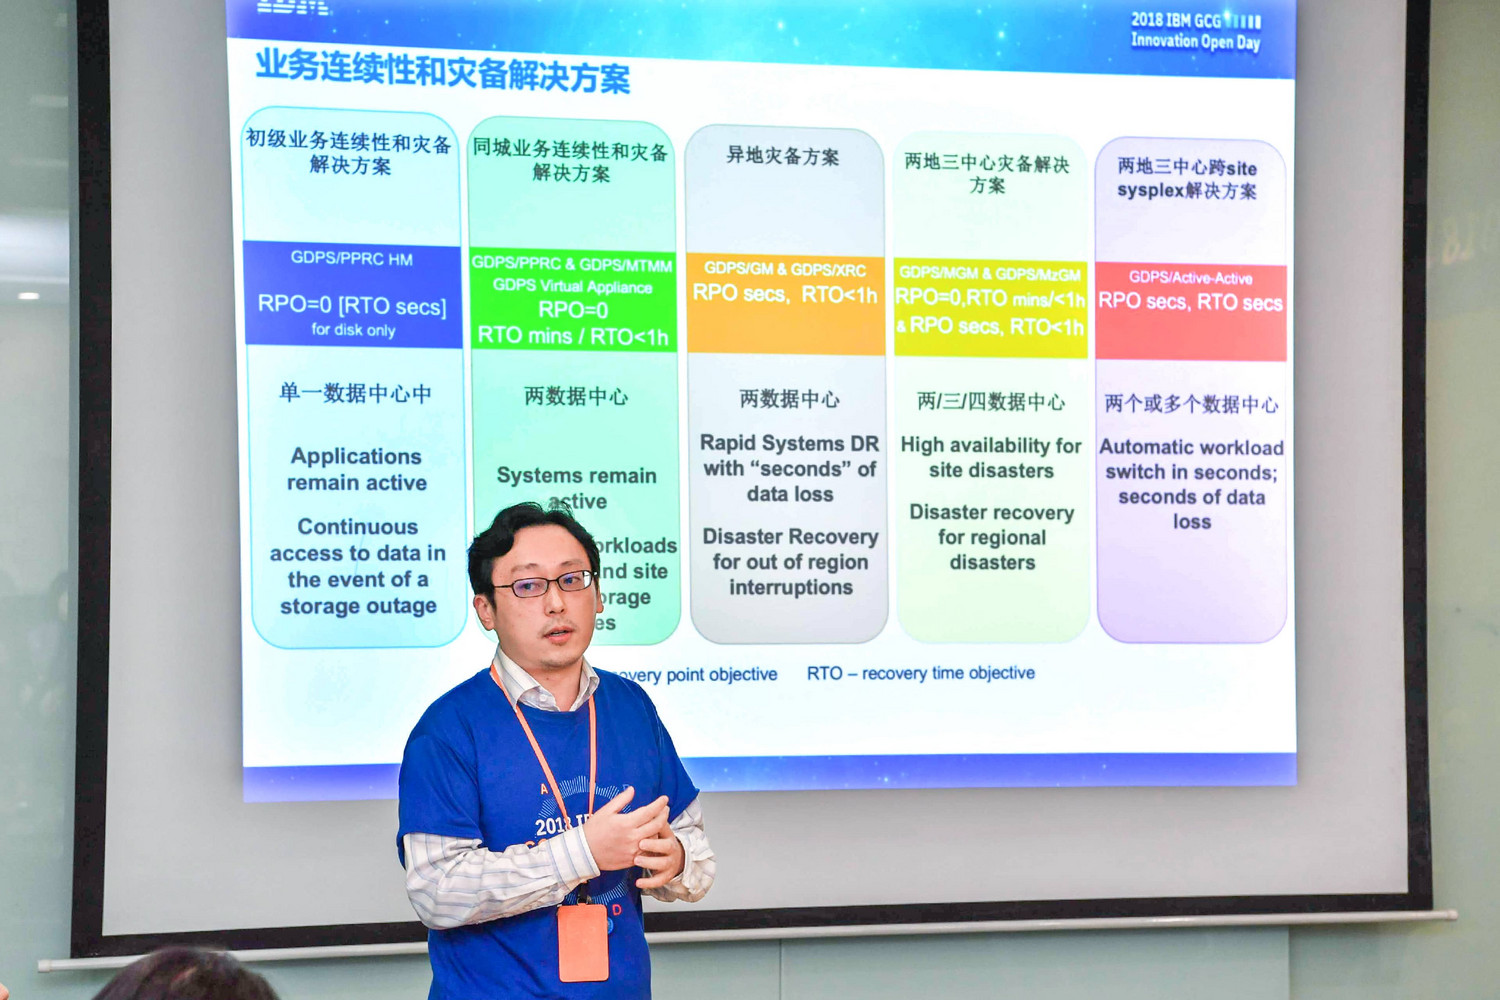 IBM
2018 IBM GCG
Innovation Open Day
业务连续性和灾备解决方案
初级业务连续性和灾备
解决方案
GDPS/PPRC HM
RPO=0 [RTO secs]
for disk only
单一数据中心中
Applications
remain active
Continuous
access to data in
the event of a
storage outage
同城业务连续性和灾备
解决方案
GDPS/PPRC & GDPS/MTMM
GDPS Virtual Appliance
RPO=0
RTO mins / RTO<1h
两数据中心
Systems remain
active
orkloads
nd site
orage
es
异地灾备方案
GDPS/GM & GDPS/XRC
RPO secs, RTO<1h
两数据中心
Rapid Systems DR
with “seconds” of
data loss
Disaster Recovery
for out of region
interruptions
两地三中心灾备解决
方案
GDPS/MGM & GDPS/MzGM
RPO=0,RTO mins/<1h
& RPO secs, RTO<1h
两/三/四数据中心
High availability for
site disasters
Disaster recovery
for regional
disasters
两地三中心跨site
sysplex解决方案
GDPS/Active-Active
RPO secs, RTO secs
两个或多个数据中心
Automatic workload
switch in seconds;
seconds of data
loss
overy point objective RTO – recovery time objective
A
2018 I
D